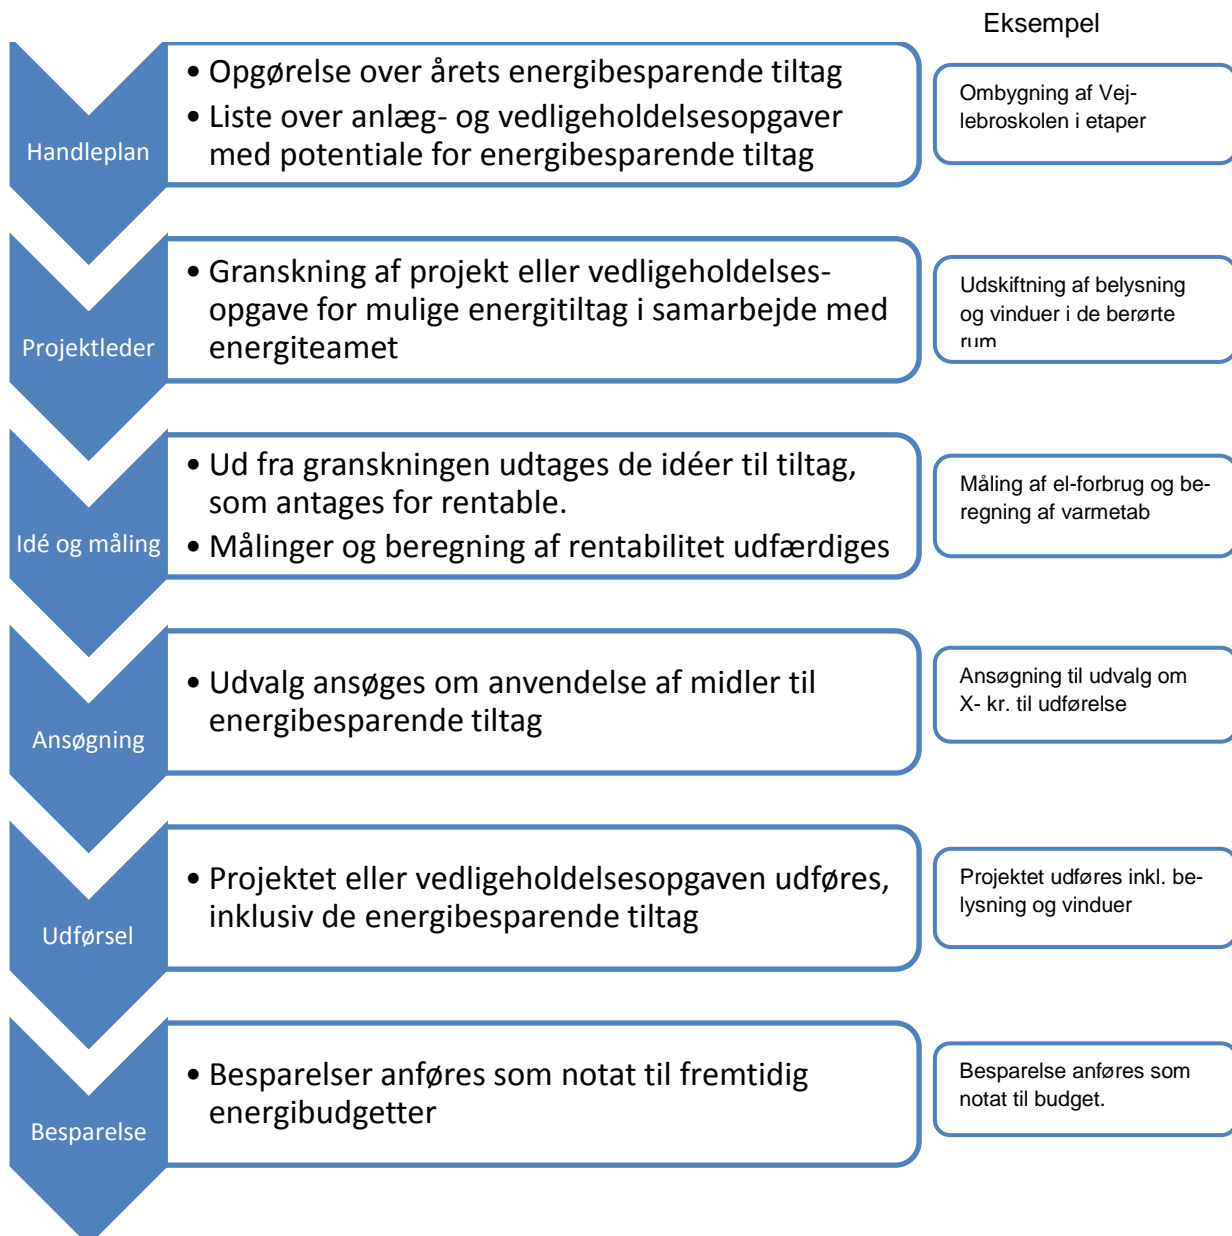 Eksempel
Handleplan
• Opgørelse over årets energibesparende tiltag
• Liste over anlæg- og vedligeholdelsesopgaver
med potentiale for energibesparende tiltag
Ombygning af Vej-
lebroskolen i etaper
Projektleder
• Granskning af projekt eller vedligeholdelses-
opgave for mulige energitiltag i samarbejde med
energiteamet
Udskiftning af belysning
og vinduer i de berørte
rum
Idé og måling
• Ud fra granskningen udtages de idéer til tiltag,
som antages for rentable.
• Målinger og beregning af rentabilitet udfærdiges
Måling af el-forbrug og be-
regning af varmetab
Ansøgning
• Udvalg ansøges om anvendelse af midler til
energibesparende tiltag
Ansøgning til udvalg om
X- kr. til udførelse
Udførsel
• Projektet eller vedligeholdelsesopgaven udføres,
inklusiv de energibesparende tiltag
Projektet udføres inkl. be-
lysning og vinduer
Besparelse
• Besparelser anføres som notat til fremtidig
energibudgetter
Besparelse anføres som
notat til budget.